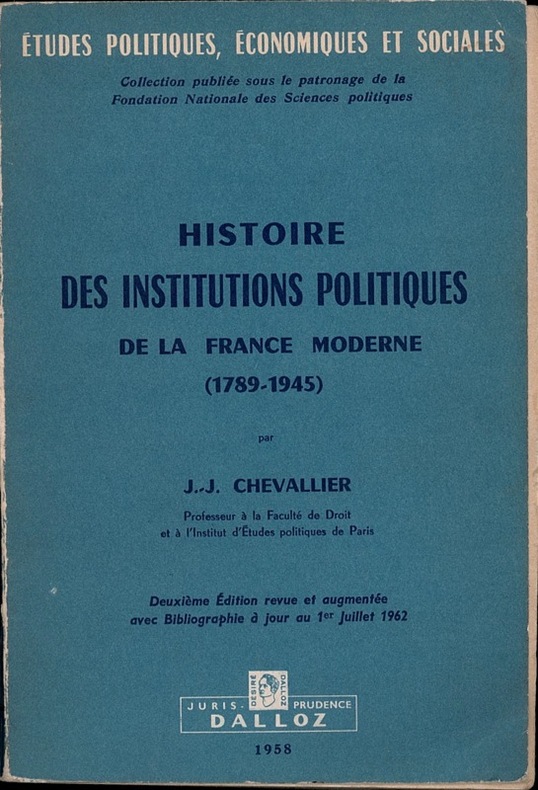 ÉTUDES POLITIQUES, ÉCONOMIQUES ET SOCIALES
Collection publiée sous le patronage de la
Fondation Nationale des Sciences politiques
HISTOIRE
DES INSTITUTIONS POLITIQUES
DE LA FRANCE MODERNE
(1789-1945)
par
J.-J. CHEVALLIER
Professeur à la Faculté de Droit
et à l'Institut d'Études politiques de Paris
Deuxième Édition revue et augmentée
avec Bibliographie à jour au 1er Juillet 1962
DÉSIRÉ DALLOZ
JURIS-PRUDENCE
DALLOZ
1958